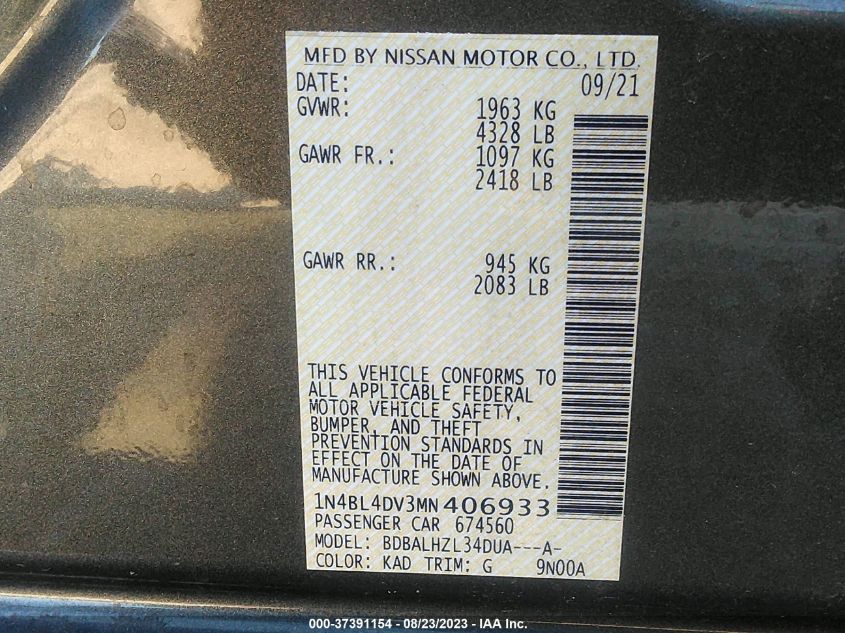 MFD BY NISSAN MOTOR CO., LTD.
DATE: 09/21
GVWR: 1963 KG
4328 LB
GAWR FR.: 1097 KG
2418 LB
GAWR RR.: 945 KG
2083 LB
THIS VEHICLE CONFORMS TO
ALL APPLICABLE FEDERAL
MOTOR VEHICLE SAFETY,
BUMPER, AND THEFT
PREVENTION STANDARDS IN
EFFECT ON THE DATE OF
MANUFACTURE SHOWN ABOVE.
1N4BL4DV3MN406933
PASSENGER CAR 674560
MODEL: BDBALHZL34DUA---A-
COLOR: KAD TRIM: G 9N00A
000-37391154 - 08/23/2023 - IAA Inc.